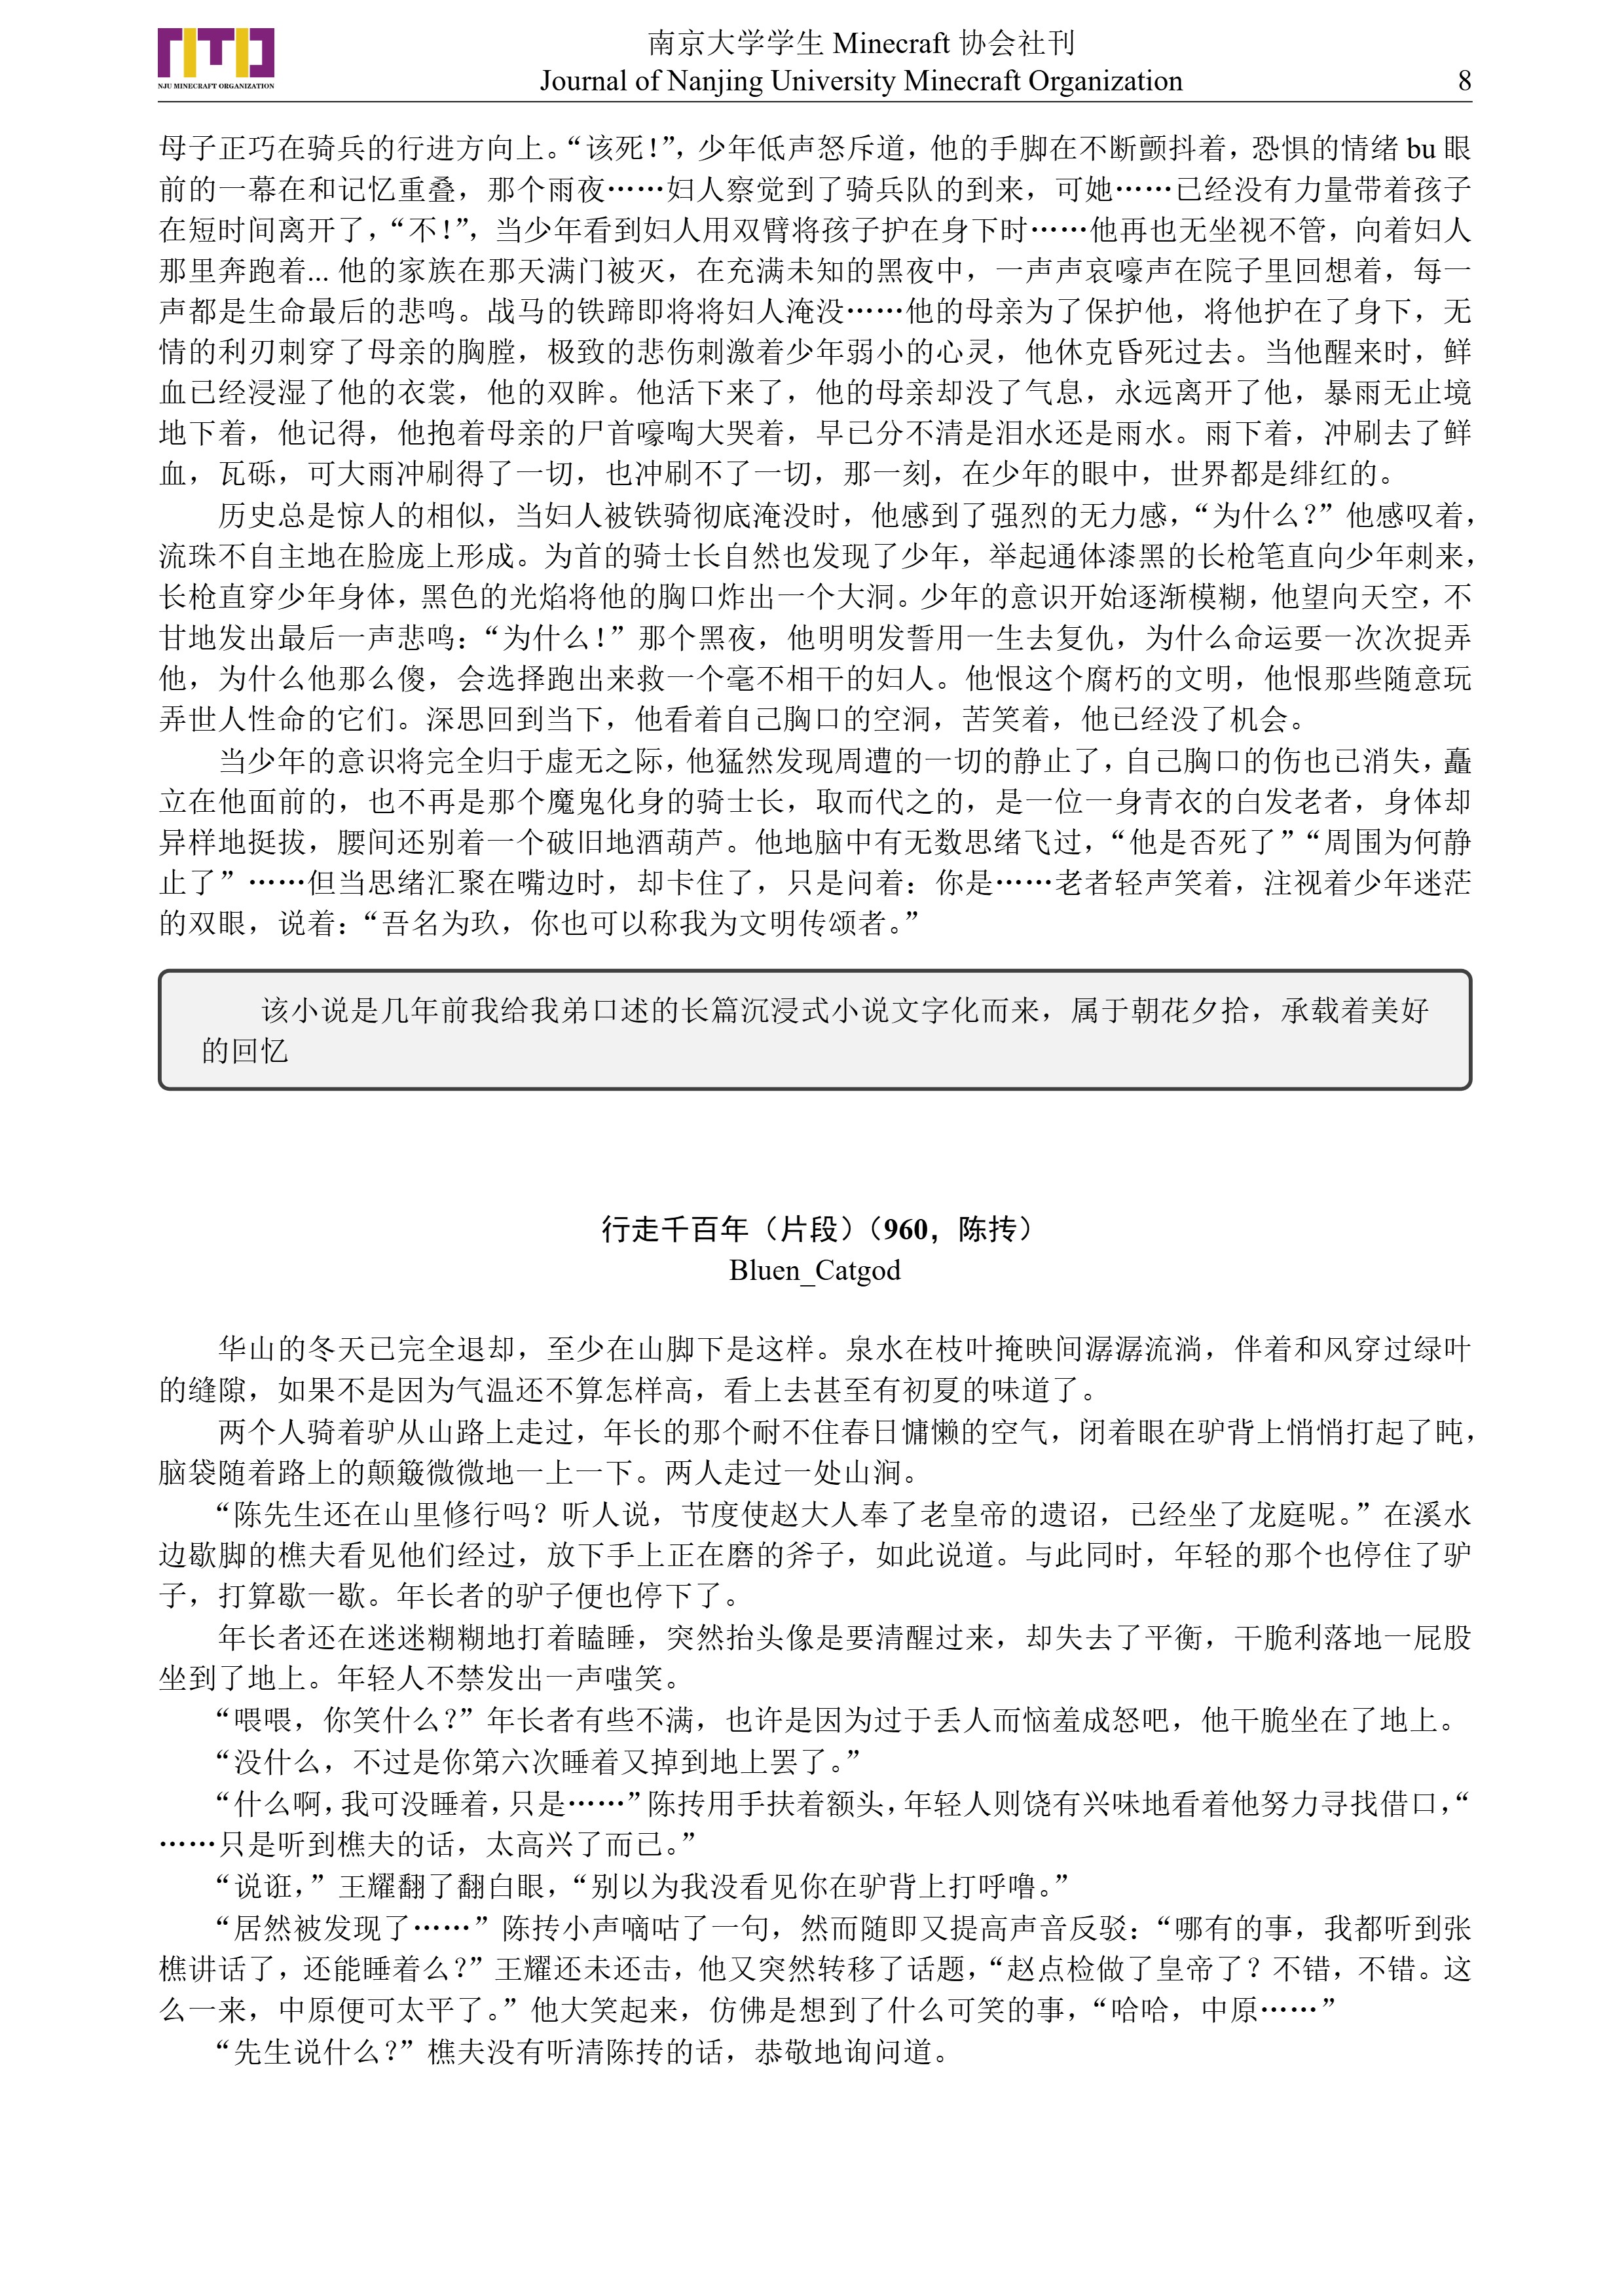 NJU MINECRAFT ORGANIZATION
南京大学学生 Minecraft 协会社刊
Journal of Nanjing University Minecraft Organization
8
母子正巧在骑兵的行进方向上。“该死！”，少年低声怒斥道，他的手脚在不断颤抖着，恐惧的情绪 bu 眼
前的一幕在和记忆重叠，那个雨夜……妇人察觉到了骑兵队的到来，可她……已经没有力量带着孩子
在短时间离开了，“不！”，当少年看到妇人用双臂将孩子护在身下时……他再也无坐视不管，向着妇人
那里奔跑着... 他的家族在那天满门被灭，在充满未知的黑夜中，一声声哀嚎声在院子里回想着，每一
声都是生命最后的悲鸣。战马的铁蹄即将将妇人淹没……他的母亲为了保护他，将他护在了身下，无
情的利刃刺穿了母亲的胸膛，极致的悲伤刺激着少年弱小的心灵，他休克昏死过去。当他醒来时，鲜
血已经浸湿了他的衣裳，他的双眸。他活下来了，他的母亲却没了气息，永远离开了他，暴雨无止境
地下着，他记得，他抱着母亲的尸首嚎啕大哭着，早已分不清是泪水还是雨水。雨下着，冲刷去了鲜
血，瓦砾，可大雨冲刷得了一切，也冲刷不了一切，那一刻，在少年的眼中，世界都是绯红的。
历史总是惊人的相似，当妇人被铁骑彻底淹没时，他感到了强烈的无力感，“为什么？”他感叹着，
流珠不自主地在脸庞上形成。为首的骑士长自然也发现了少年，举起通体漆黑的长枪笔直向少年刺来，
长枪直穿少年身体，黑色的光焰将他的胸口炸出一个大洞。少年的意识开始逐渐模糊，他望向天空，不
甘地发出最后一声悲鸣：“为什么！”那个黑夜，他明明发誓用一生去复仇，为什么命运要一次次捉弄
他，为什么他那么傻，会选择跑出来救一个毫不相干的妇人。他恨这个腐朽的文明，他恨那些随意玩
弄世人性命的它们。深思回到当下，他看着自己胸口的空洞，苦笑着，他已经没了机会。
当少年的意识将完全归于虚无之际，他猛然发现周遭的一切的静止了，自己胸口的伤也已消失，矗
立在他面前的，也不再是那个魔鬼化身的骑士长，取而代之的，是一位一身青衣的白发老者，身体却
异样地挺拔，腰间还别着一个破旧地酒葫芦。他地脑中有无数思绪飞过，“他是否死了”“周围为何静
止了”……但当思绪汇聚在嘴边时，却卡住了，只是问着：你是……老者轻声笑着，注视着少年迷茫
的双眼，说着：“吾名为玖，你也可以称我为文明传颂者。”
该小说是几年前我给我弟口述的长篇沉浸式小说文字化而来，属于朝花夕拾，承载着美好
的回忆
行走千百年（片段）（960，陈抟）
Bluen_Catgod
华山的冬天已完全退却，至少在山脚下是这样。泉水在枝叶掩映间潺潺流淌，伴着和风穿过绿叶
的缝隙，如果不是因为气温还不算怎样高，看上去甚至有初夏的味道了。
两个人骑着驴从山路上走过，年长的那个耐不住春日慵懒的空气，闭着眼在驴背上悄悄打起了盹，
脑袋随着路上的颠簸微微地一上一下。两人走过一处山涧。
“陈先生还在山里修行吗？听人说，节度使赵大人奉了老皇帝的遗诏，已经坐了龙庭呢。”在溪水
边歇脚的樵夫看见他们经过，放下手上正在磨的斧子，如此说道。与此同时，年轻的那个也停住了驴
子，打算歇一歇。年长者的驴子便也停下了。
年长者还在迷迷糊糊地打着瞌睡，突然抬头像是要清醒过来，却失去了平衡，干脆利落地一屁股
坐到了地上。年轻人不禁发出一声嗤笑。
“喂喂，你笑什么？”年长者有些不满，也许是因为过于丢人而恼羞成怒吧，他干脆坐在了地上。
“没什么，不过是你第六次睡着又掉到地上罢了。”
“什么啊，我可没睡着，只是……”陈抟用手扶着额头，年轻人则饶有兴味地看着他努力寻找借口，“
……只是听到樵夫的话，太高兴了而已。”
“说诳，”王耀翻了翻白眼，“别以为我没看见你在驴背上打呼噜。”
“居然被发现了……”陈抟小声嘀咕了一句，然而随即又提高声音反驳：“哪有的事，我都听到张
樵讲话了，还能睡着么？”王耀还未还击，他又突然转移了话题，“赵点检做了皇帝了？不错，不错。这
么一来，中原便可太平了。”他大笑起来，仿佛是想到了什么可笑的事，“哈哈，中原……”
“先生说什么？”樵夫没有听清陈抟的话，恭敬地询问道。